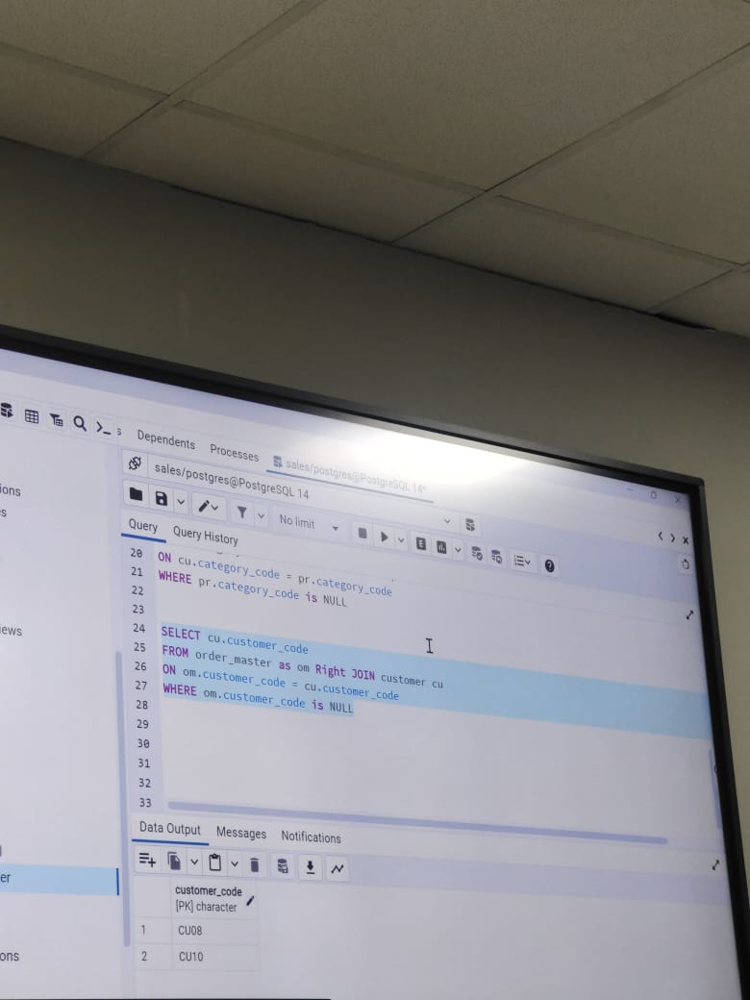 Dependents Processes sales/postgres@PostgreSQL 14*
sales/postgres@PostgreSQL 14
No limit
Query Query History
20 ON cu.category_code = pr.category_code
21 WHERE pr.category_code is NULL
22
23
24 SELECT cu.customer_code
25 FROM order_master as om Right JOIN customer cu
26 ON om.customer_code = cu.customer_code
27 WHERE om.customer_code is NULL
28
29
30
31
32
33
ions
s
iews
er
ons
Data Output Messages Notifications
customer_code
[PK] character
1 CU08
2 CU10